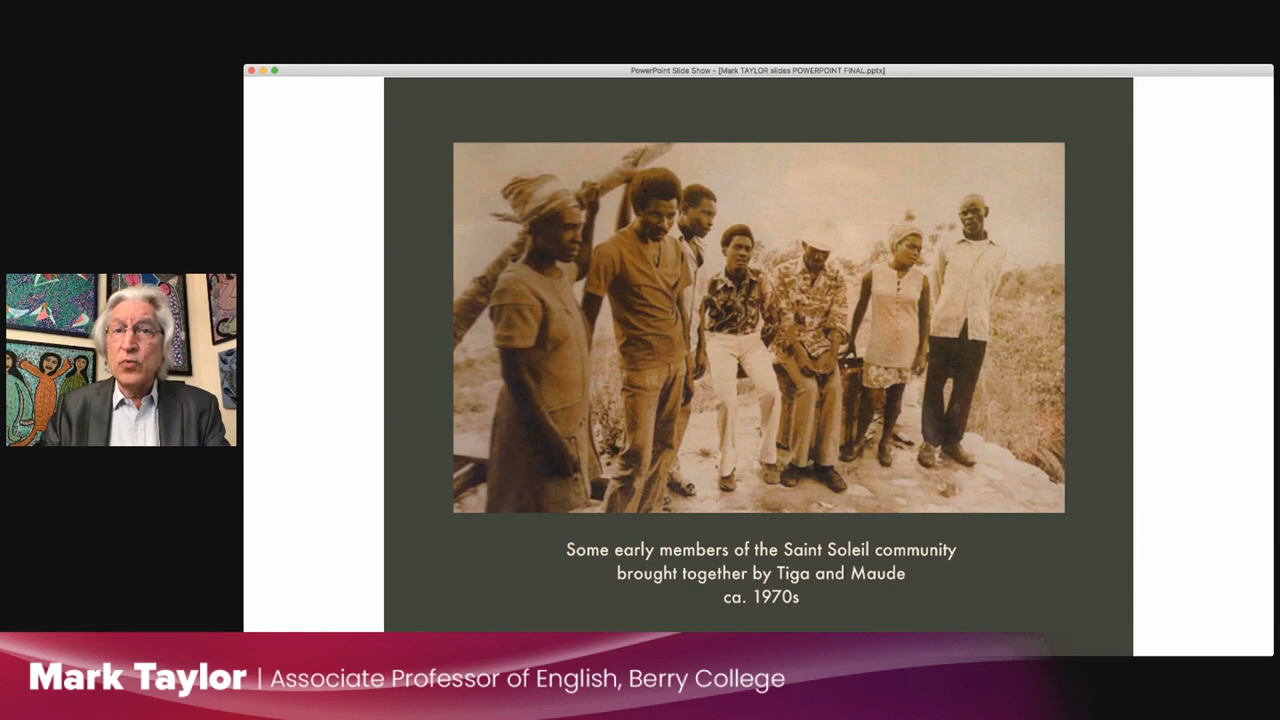 PowerPoint Slide Show - [Mark TAYLOR slides POWERPOINT FINAL.pptx]
Some early members of the Saint Soleil community
brought together by Tiga and Maude
ca. 1970s
Mark Taylor | Associate Professor of English, Berry College